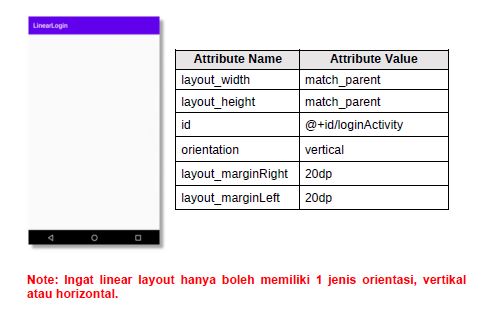 LinearLogin
Attribute Name Attribute Value
layout_width match_parent
layout_height match_parent
id @+id/loginActivity
orientation vertical
layout_marginRight 20dp
layout_marginLeft 20dp
Note: Ingat linear layout hanya boleh memiliki 1 jenis orientasi, vertikal
atau horizontal.